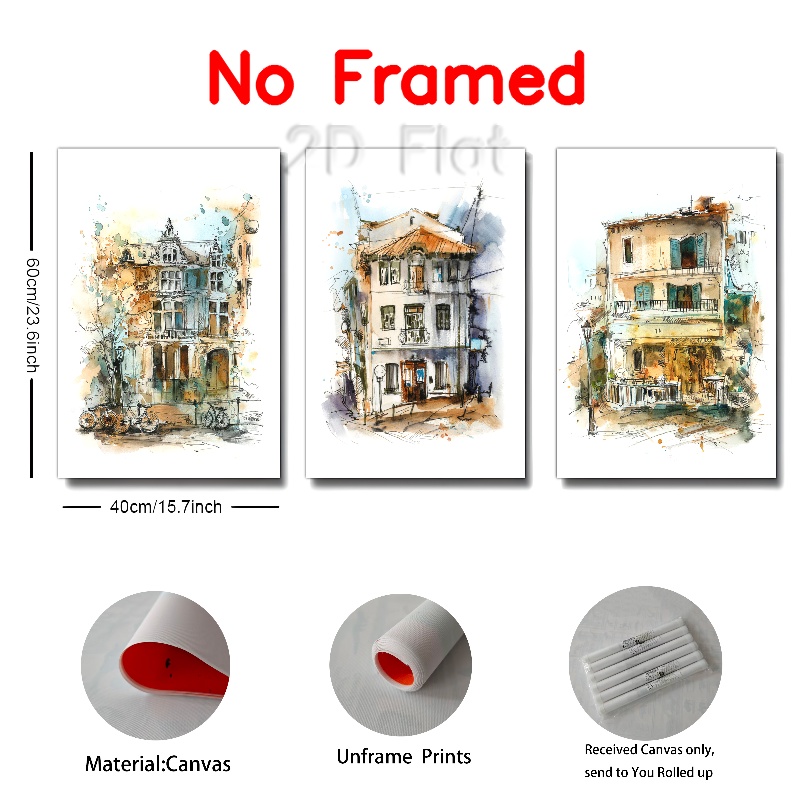 No Framed
2D Flat
60cm/23.6inch
40cm/15.7inch
Material:Canvas
Unframe Prints
Received Canvas only,
send to You Rolled up